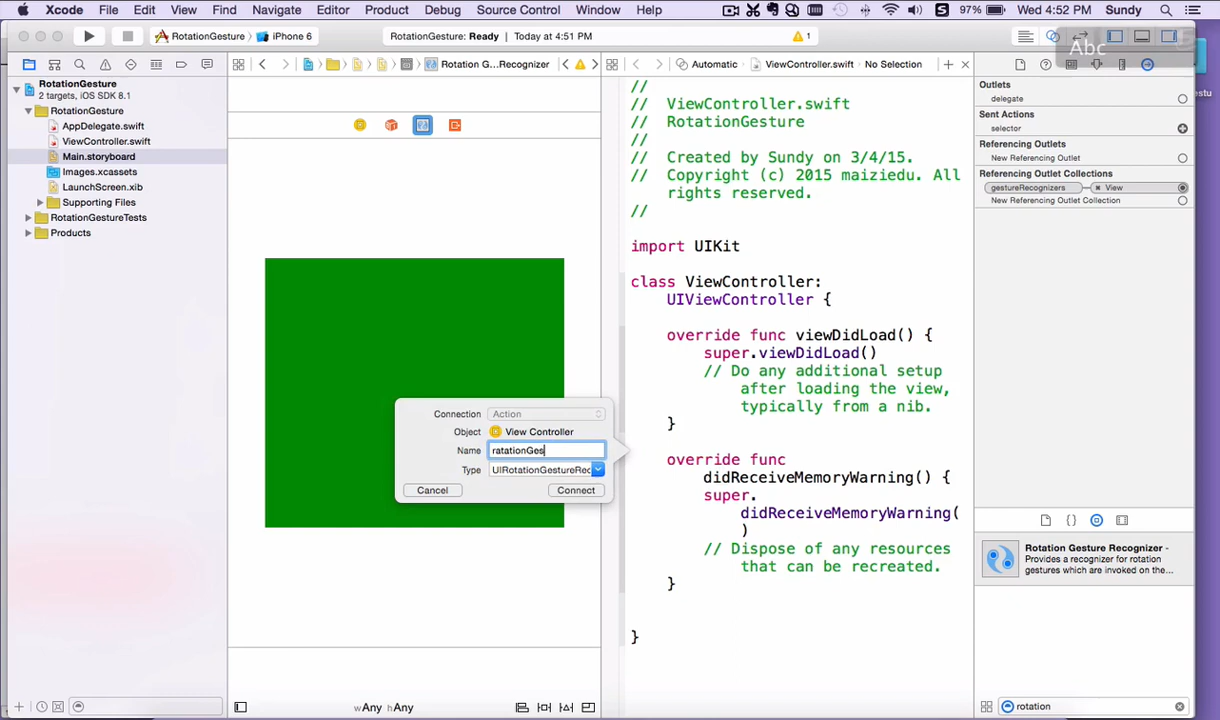 Xcode File Edit View Find Navigate Editor Product Debug Source Control Window Help
97% Wed 4:52 PM Sundy
RotationGesture iPhone 6
RotationGesture: Ready Today at 4:51 PM
1
Abc
RotationGesture
2 targets, iOS SDK 8.1
RotationGesture
AppDelegate.swift
ViewController.swift
Main.storyboard
Images.xcassets
LaunchScreen.xib
Supporting Files
RotationGestureTests
Products
Rotation G...Recognizer
Automatic ViewController.swift No Selection
//
// ViewController.swift
// RotationGesture
//
// Created by Sundy on 3/4/15.
// Copyright (c) 2015 maiziedu. All
rights reserved.
//
import UIKit
class ViewController:
UIViewController {
override func viewDidLoad() {
super.viewDidLoad()
// Do any additional setup
after loading the view,
typically from a nib.
}
override func
didReceiveMemoryWarning() {
super.
didReceiveMemoryWarning(
)
// Dispose of any resources
that can be recreated.
}
}
Connection Action
Object View Controller
Name ratationGes
Type UIRotationGestureRec
Cancel Connect
wAny hAny
Outlets
delegate
Sent Actions
selector
Referencing Outlets
New Referencing Outlet
Referencing Outlet Collections
gestureRecognizers View
New Referencing Outlet Collection
Rotation Gesture Recognizer -
Provides a recognizer for rotation
gestures which are invoked on the...
rotation